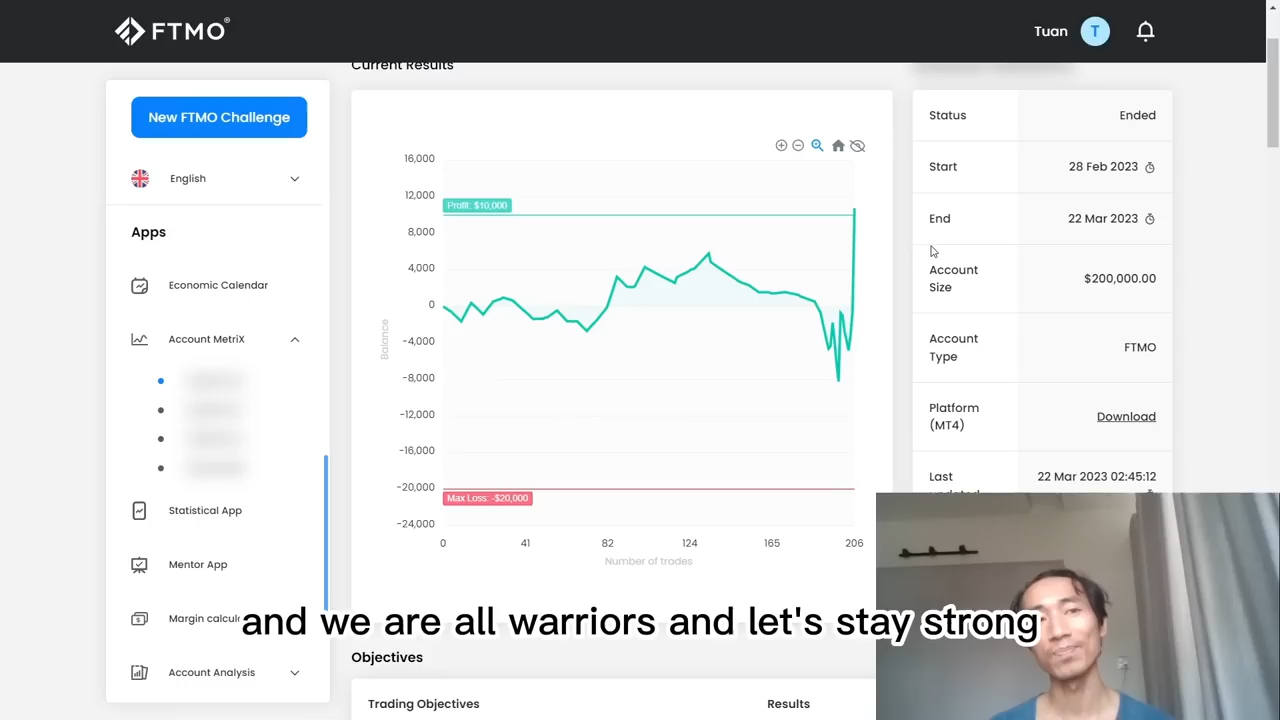 FTMO®
Tuan
T
Current Results
New FTMO Challenge
English
Apps
Economic Calendar
Account MetriX
Statistical App
Mentor App
Margin calcul
Account Analysis
16,000
12,000
8,000
4,000
0
-4,000
-8,000
-12,000
-16,000
-20,000
-24,000
Balance
Profit: $10,000
Max Loss: -$20,000
0 41 82 124 165 206
Number of trades
Status Ended
Start 28 Feb 2023
End 22 Mar 2023
Account Size $200,000.00
Account Type FTMO
Platform (MT4) Download
Last updated 22 Mar 2023 02:45:12
and we are all warriors and let's stay strong
Objectives
Trading Objectives Results